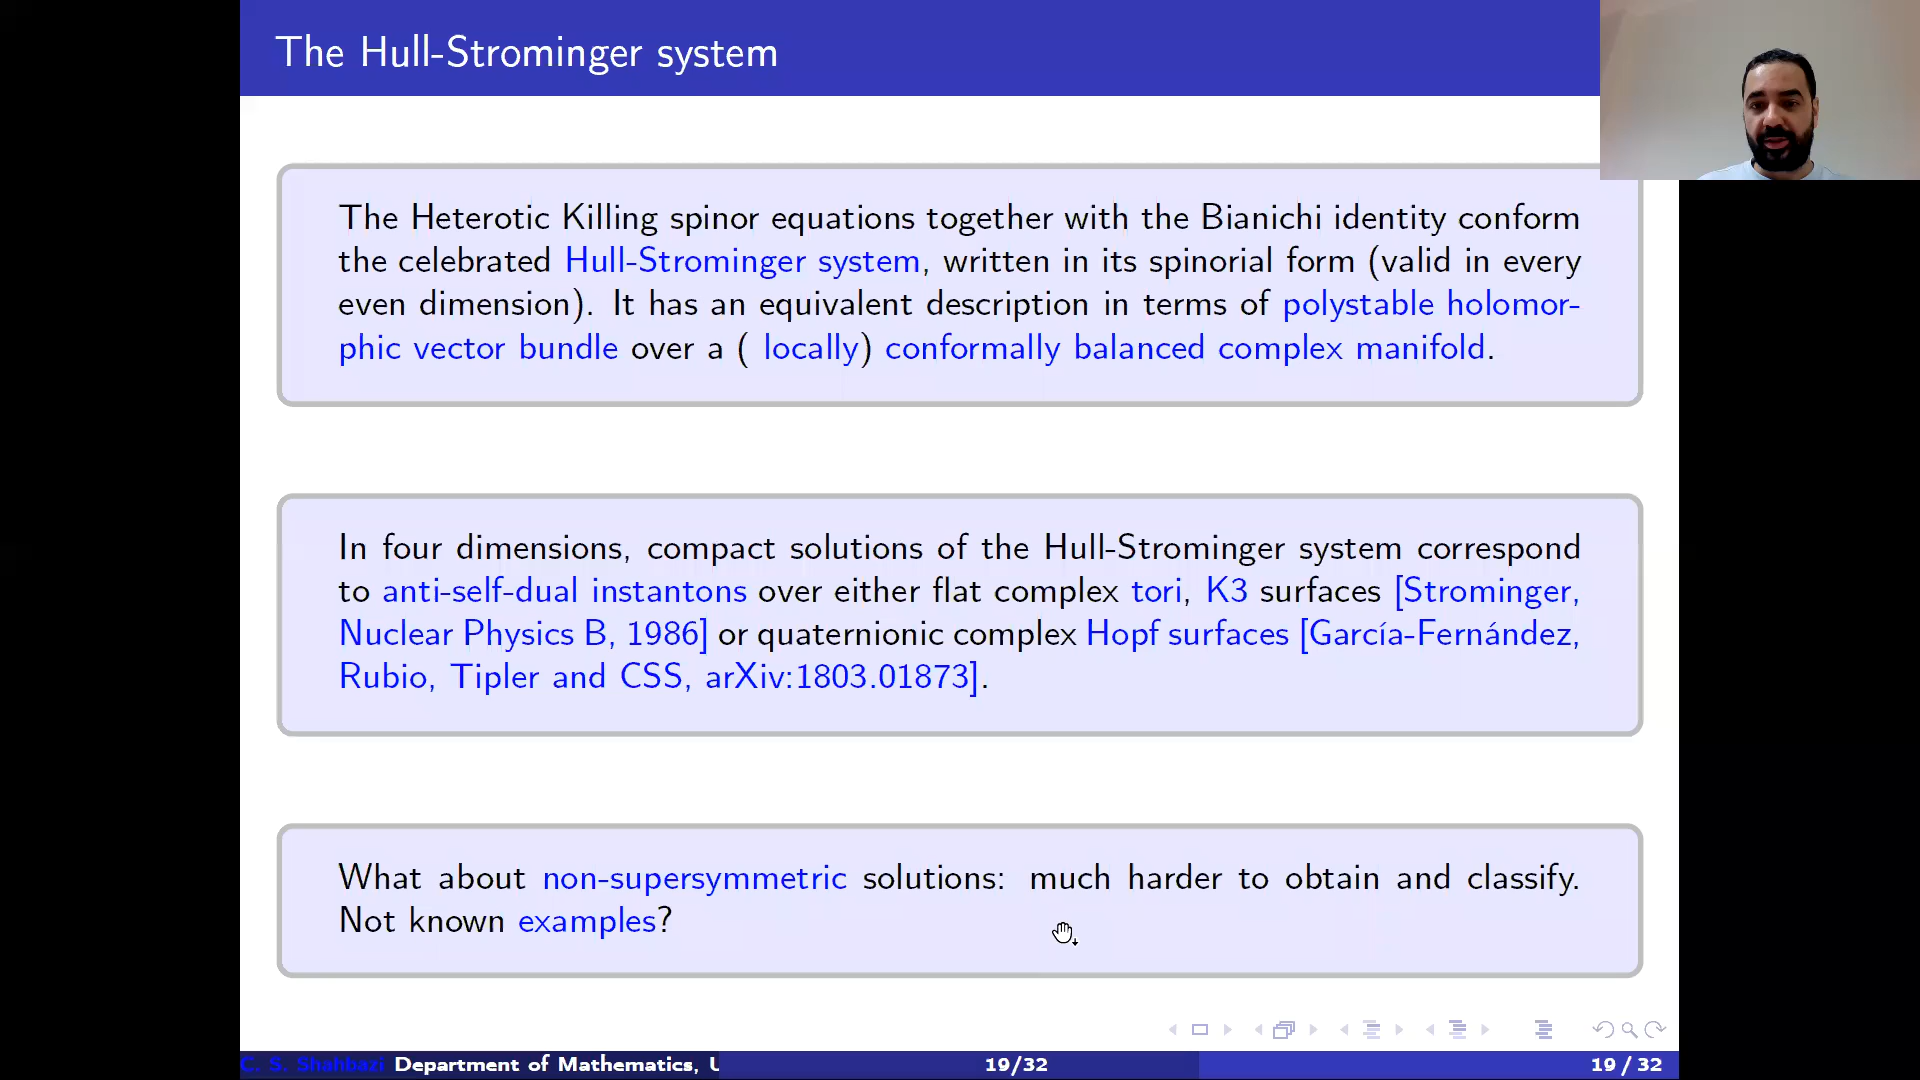 The Hull-Strominger system
The Heterotic Killing spinor equations together with the Bianichi identity conform
the celebrated Hull-Strominger system, written in its spinorial form (valid in every
even dimension). It has an equivalent description in terms of polystable holomor-
phic vector bundle over a ( locally) conformally balanced complex manifold.
In four dimensions, compact solutions of the Hull-Strominger system correspond
to anti-self-dual instantons over either flat complex tori, K3 surfaces [Strominger,
Nuclear Physics B, 1986] or quaternionic complex Hopf surfaces [García-Fernández,
Rubio, Tipler and CSS, arXiv:1803.01873].
What about non-supersymmetric solutions: much harder to obtain and classify.
Not known examples?
C. S. Shahbazi Department of Mathematics, U 19/32 19 / 32